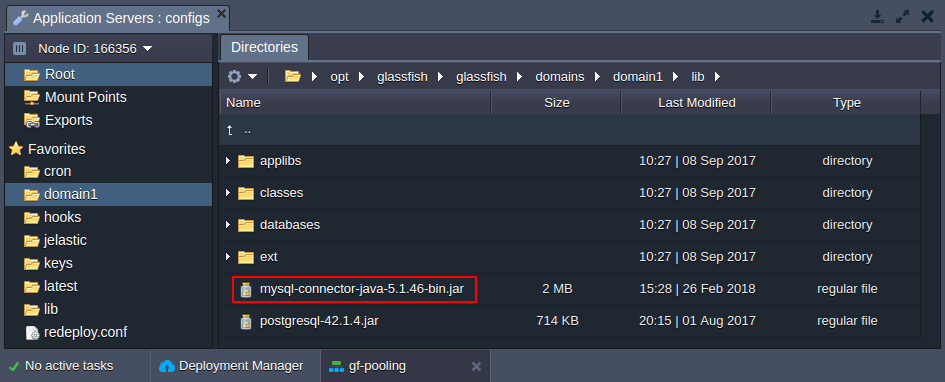 Application Servers : configs
Node ID: 166356
Root
Mount Points
Exports
Favorites
cron
domain1
hooks
jelastic
keys
latest
lib
redeploy.conf
Directories
opt glassfish glassfish domains domain1 lib
Name Size Last Modified Type
..
applibs 10:27 | 08 Sep 2017 directory
classes 10:27 | 08 Sep 2017 directory
databases 10:27 | 08 Sep 2017 directory
ext 10:27 | 08 Sep 2017 directory
mysql-connector-java-5.1.46-bin.jar 2 MB 15:28 | 26 Feb 2018 regular file
postgresql-42.1.4.jar 714 KB 20:15 | 01 Aug 2017 regular file
No active tasks Deployment Manager gf-pooling